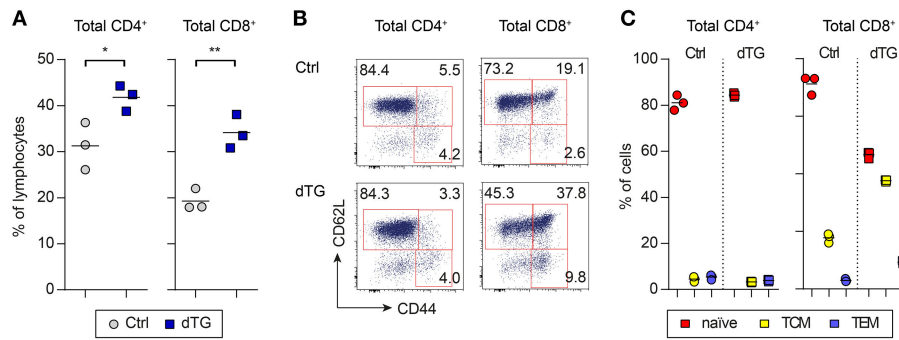 A
Total CD4+
Total CD8+
*
**
% of lymphocytes
50
40
30
20
10
0
Ctrl
dTG
B
Total CD4+
Total CD8+
Ctrl
84.4
5.5
4.2
73.2
19.1
2.6
dTG
84.3
3.3
4.0
45.3
37.8
9.8
CD62L
CD44
C
Total CD4+
Total CD8+
Ctrl
dTG
Ctrl
dTG
% of cells
100
80
60
40
20
0
naïve
TCM
TEM